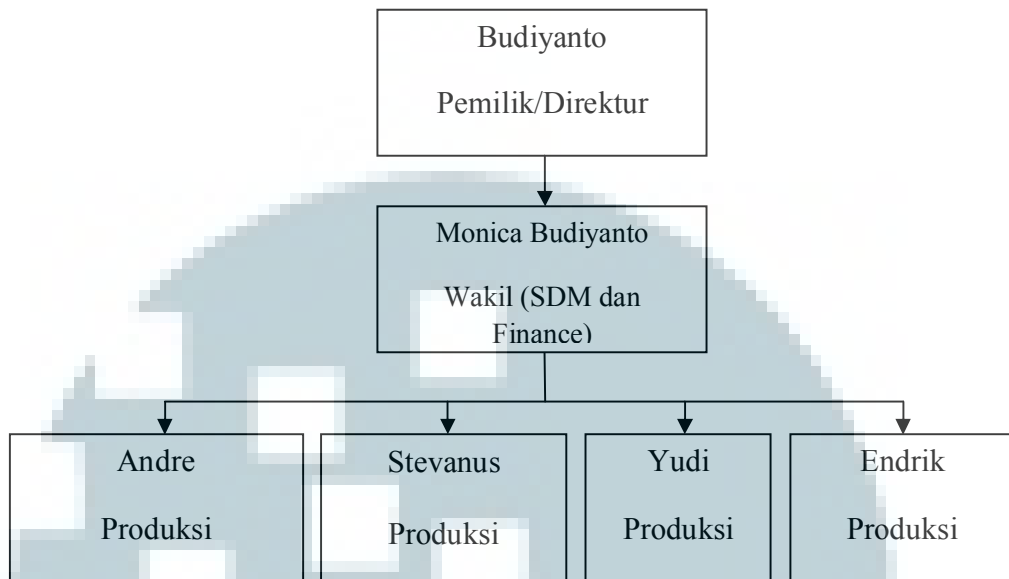 Budiyanto
Pemilik/Direktur
Monica Budiyanto
Wakil (SDM dan
Finance)
Andre
Produksi
Stevanus
Produksi
Yudi
Produksi
Endrik
Produksi